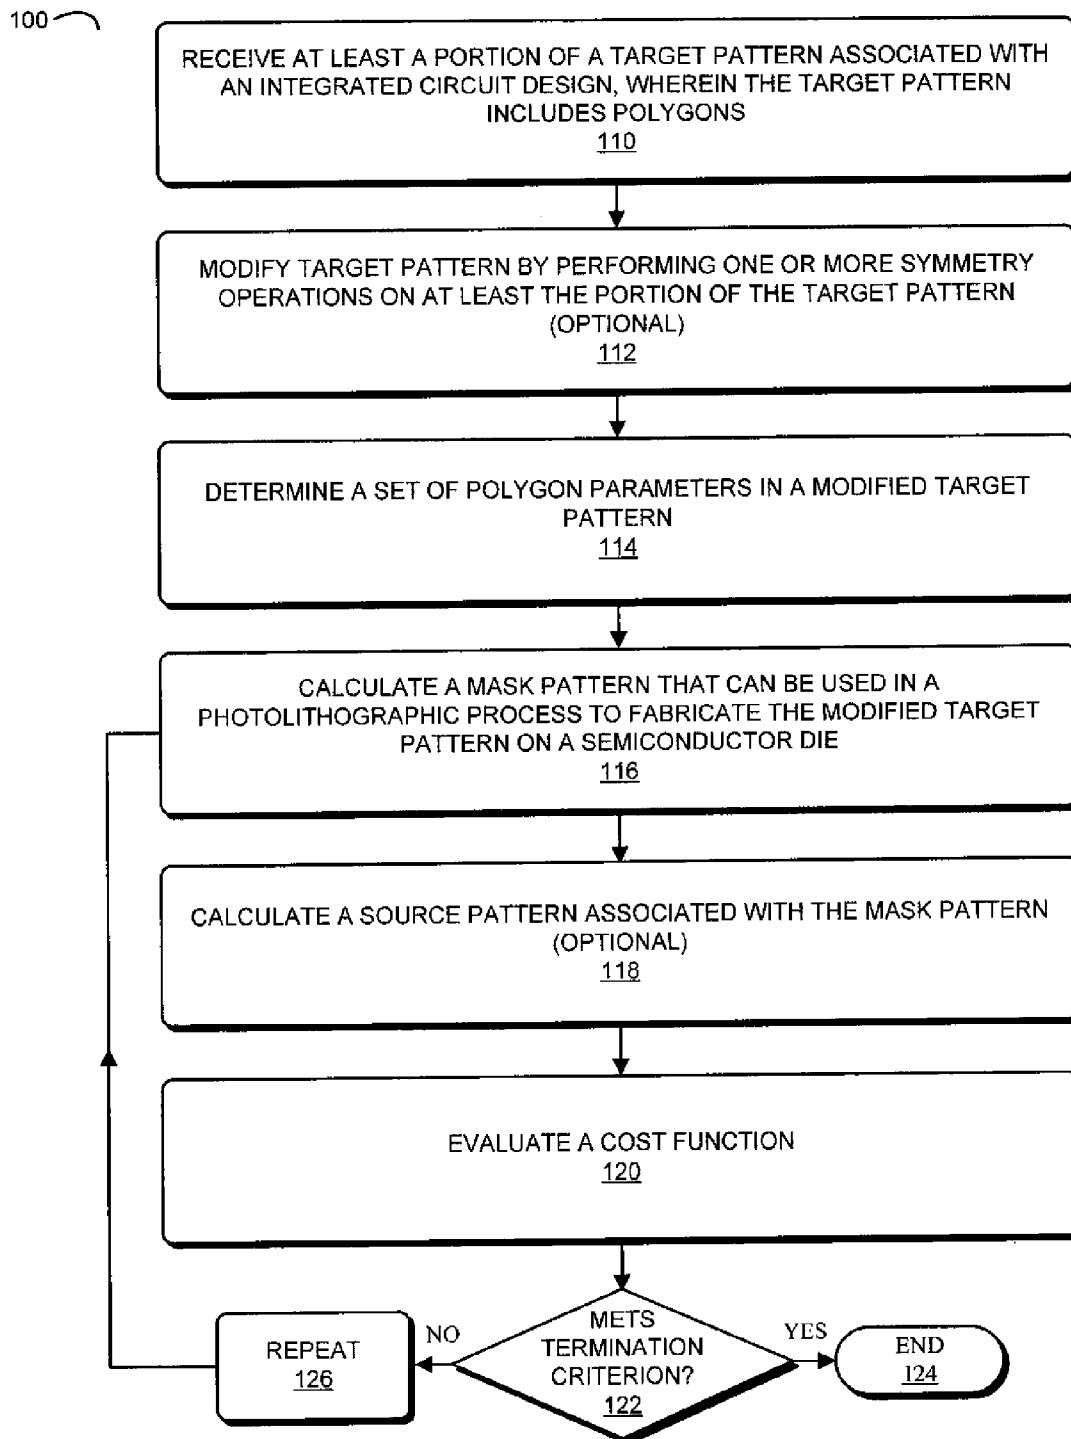 100
RECEIVE AT LEAST A PORTION OF A TARGET PATTERN ASSOCIATED WITH
AN INTEGRATED CIRCUIT DESIGN, WHEREIN THE TARGET PATTERN
INCLUDES POLYGONS
110
MODIFY TARGET PATTERN BY PERFORMING ONE OR MORE SYMMETRY
OPERATIONS ON AT LEAST THE PORTION OF THE TARGET PATTERN
(OPTIONAL)
112
DETERMINE A SET OF POLYGON PARAMETERS IN A MODIFIED TARGET
PATTERN
114
CALCULATE A MASK PATTERN THAT CAN BE USED IN A
PHOTOLITHOGRAPHIC PROCESS TO FABRICATE THE MODIFIED TARGET
PATTERN ON A SEMICONDUCTOR DIE
116
CALCULATE A SOURCE PATTERN ASSOCIATED WITH THE MASK PATTERN
(OPTIONAL)
118
EVALUATE A COST FUNCTION
120
METS
TERMINATION
CRITERION?
122
NO
REPEAT
126
YES
END
124